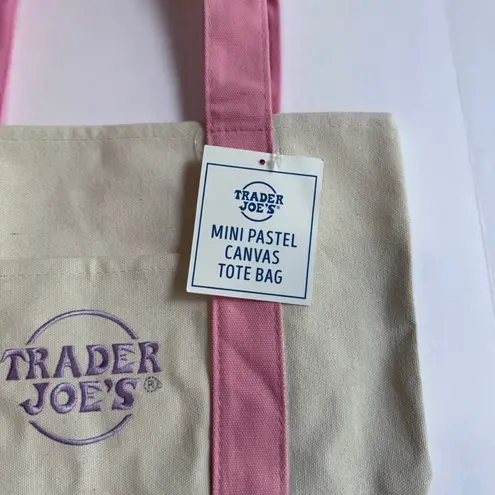 TRADER
JOE'S®
MINI PASTEL
CANVAS
TOTE BAG
TRADER
JOE'S®